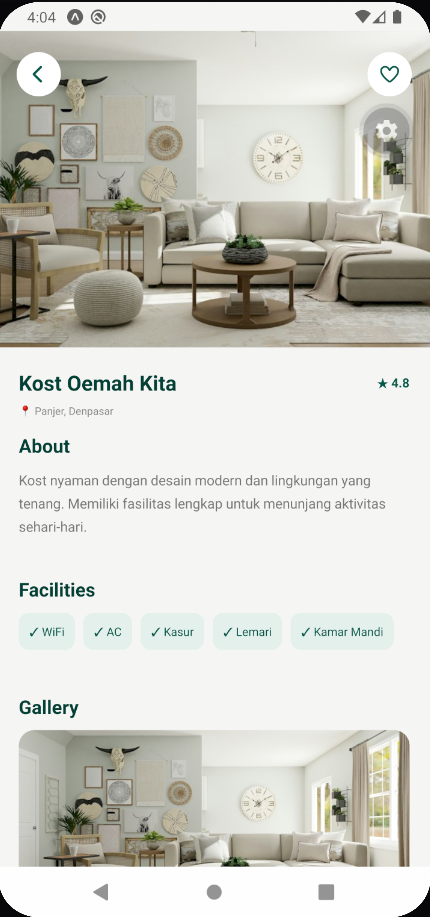 4:04
Kost Oemah Kita
★ 4.8
📍 Panjer, Denpasar
About
Kost nyaman dengan desain modern dan lingkungan yang
tenang. Memiliki fasilitas lengkap untuk menunjang aktivitas
sehari-hari.
Facilities
✓ WiFi ✓ AC ✓ Kasur ✓ Lemari ✓ Kamar Mandi
Gallery